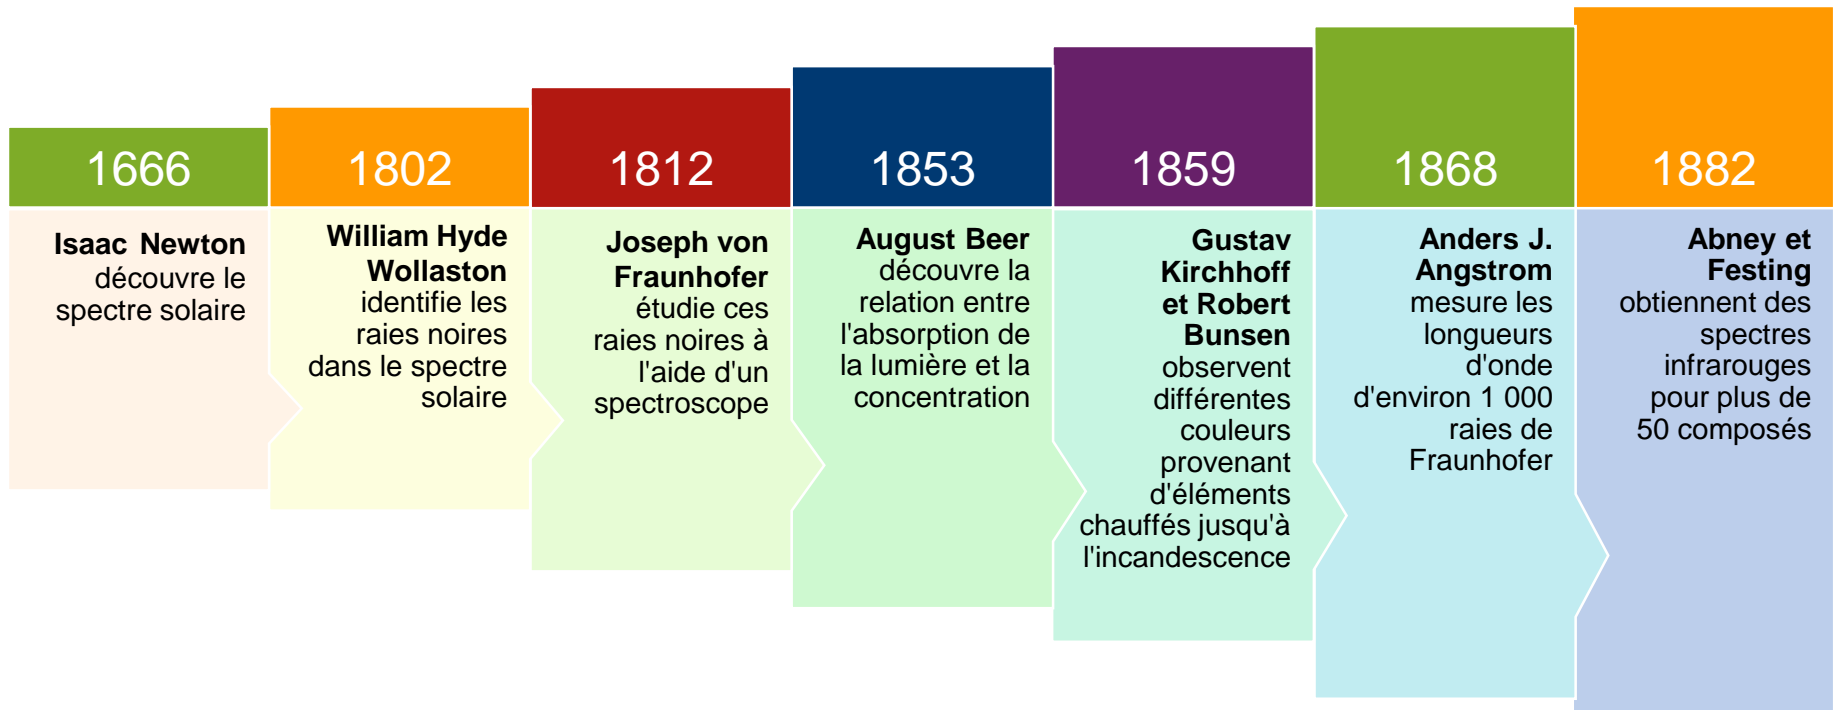 1666
Isaac Newton
découvre le
spectre solaire
1802
William Hyde
Wollaston
identifie les
raies noires
dans le spectre
solaire
1812
Joseph von
Fraunhofer
étudie ces
raies noires à
l'aide d'un
spectroscope
1853
August Beer
découvre la
relation entre
l'absorption de
la lumière et la
concentration
1859
Gustav
Kirchhoff
et Robert
Bunsen
observent
différentes
couleurs
provenant
d'éléments
chauffés jusqu'à
l'incandescence
1868
Anders J.
Angstrom
mesure les
longueurs
d'onde
d'environ 1 000
raies de
Fraunhofer
1882
Abney et
Festing
obtiennent des
spectres
infrarouges
pour plus de
50 composés